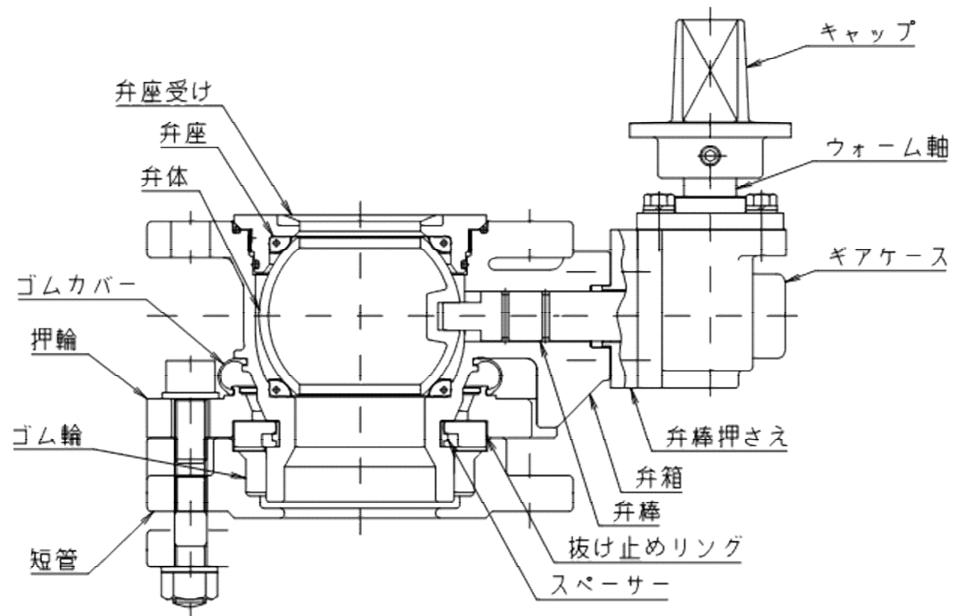 キャップ
弁座受け
弁座
ウォーム軸
弁体
ギアケース
ゴムカバー
押輪
ゴム輪
弁棒押さえ
弁箱
弁棒
抜け止めリング
短管
スペーサー